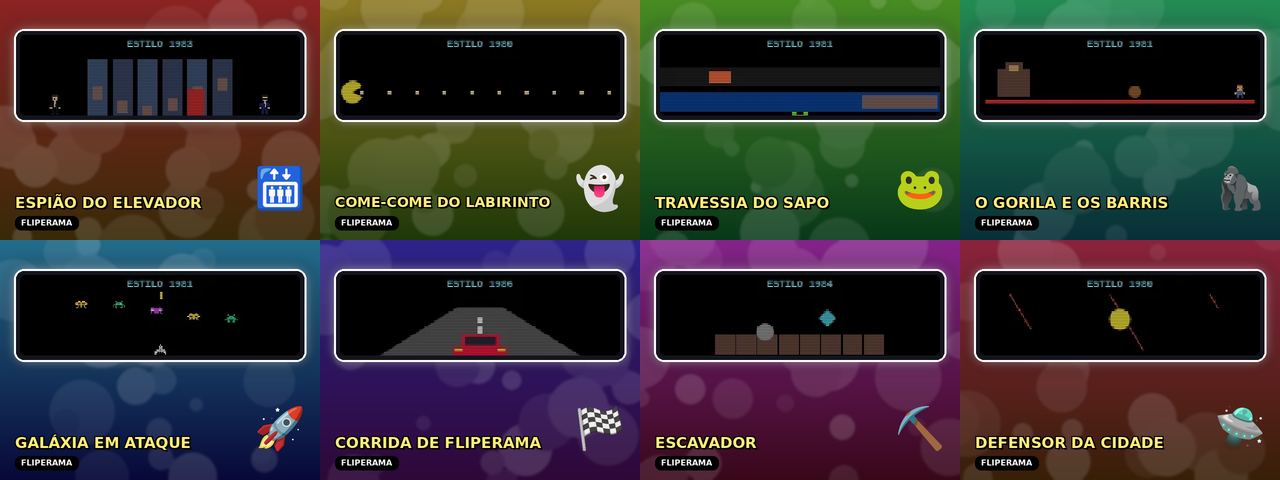 ESTILO 1983
ESPIÃO DO ELEVADOR
FLIPERAMA
ESTILO 1980
COME-COME DO LABIRINTO
FLIPERAMA
ESTILO 1981
TRAVESSIA DO SAPO
FLIPERAMA
ESTILO 1981
O GORILA E OS BARRIS
FLIPERAMA
ESTILO 1981
GALÁXIA EM ATAQUE
FLIPERAMA
ESTILO 1986
CORRIDA DE FLIPERAMA
FLIPERAMA
ESTILO 1984
ESCAVADOR
FLIPERAMA
ESTILO 1980
DEFENSOR DA CIDADE
FLIPERAMA